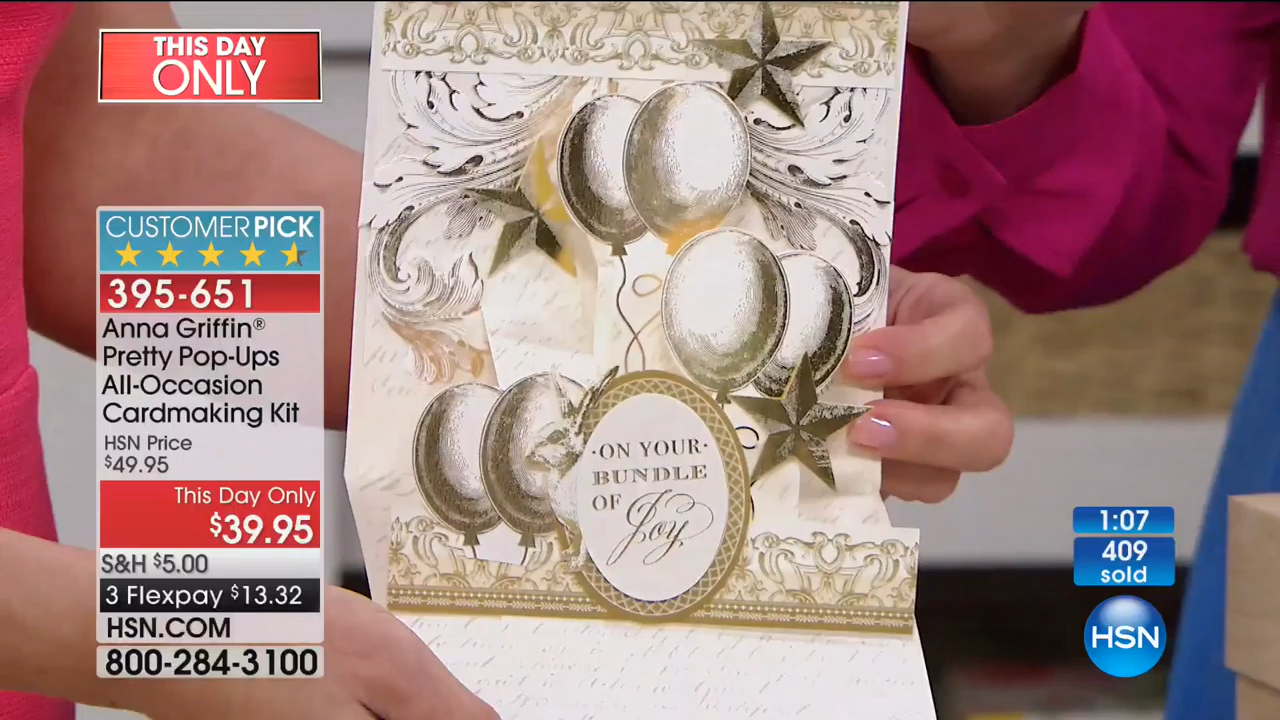 THIS DAY
ONLY
CUSTOMER PICK
395-651
Anna Griffin®
Pretty Pop-Ups
All-Occasion
Cardmaking Kit
HSN Price
$49.95
This Day Only
$39.95
S&H $5.00
3 Flexpay $13.32
HSN.COM
800-284-3100
·ON YOUR·
BUNDLE
OF Joy
1:07
409
sold
HSN